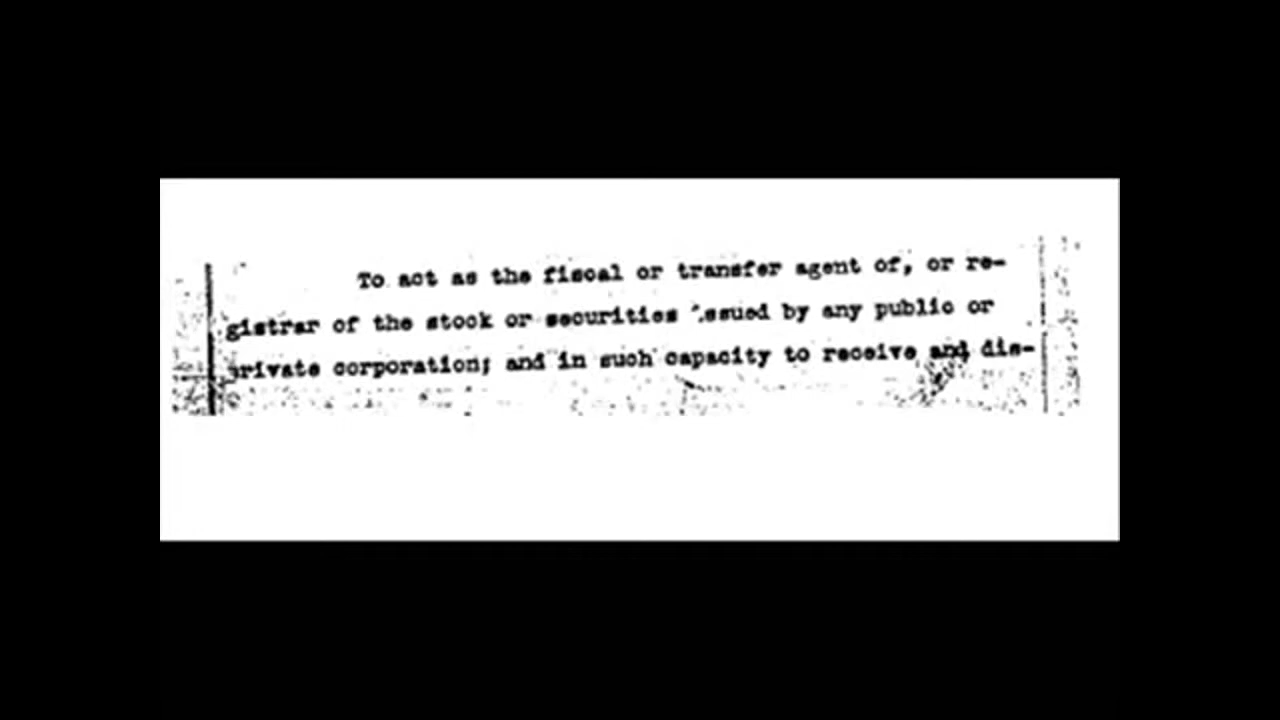 To act as the fiscal or transfer agent of, or re-
gistrar of the stock or securities issued by any public or
private corporation; and in such capacity to receive and dis-